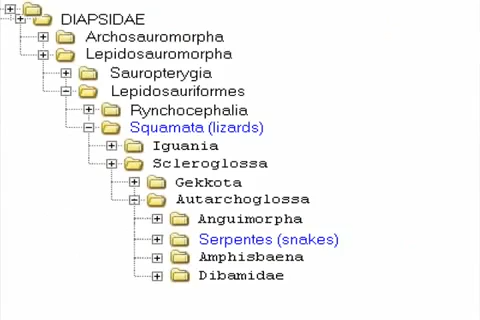 DIAPSIDAE
Archosauromorpha
Lepidosauromorpha
Sauropterygia
Lepidosauriformes
Rynchocephalia
Squamata (lizards)
Iguania
Scleroglossa
Gekkota
Autarchoglossa
Anguimorpha
Serpentes (snakes)
Amphisbaena
Dibamidae